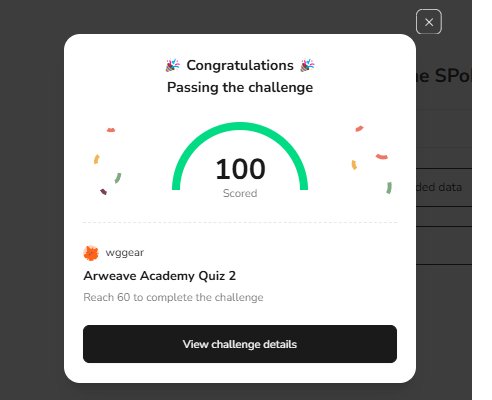 Congratulations
Passing the challenge
ne SPo
100
Scored
ded data
wggear
Arweave Academy Quiz 2
Reach 60 to complete the challenge
View challenge details